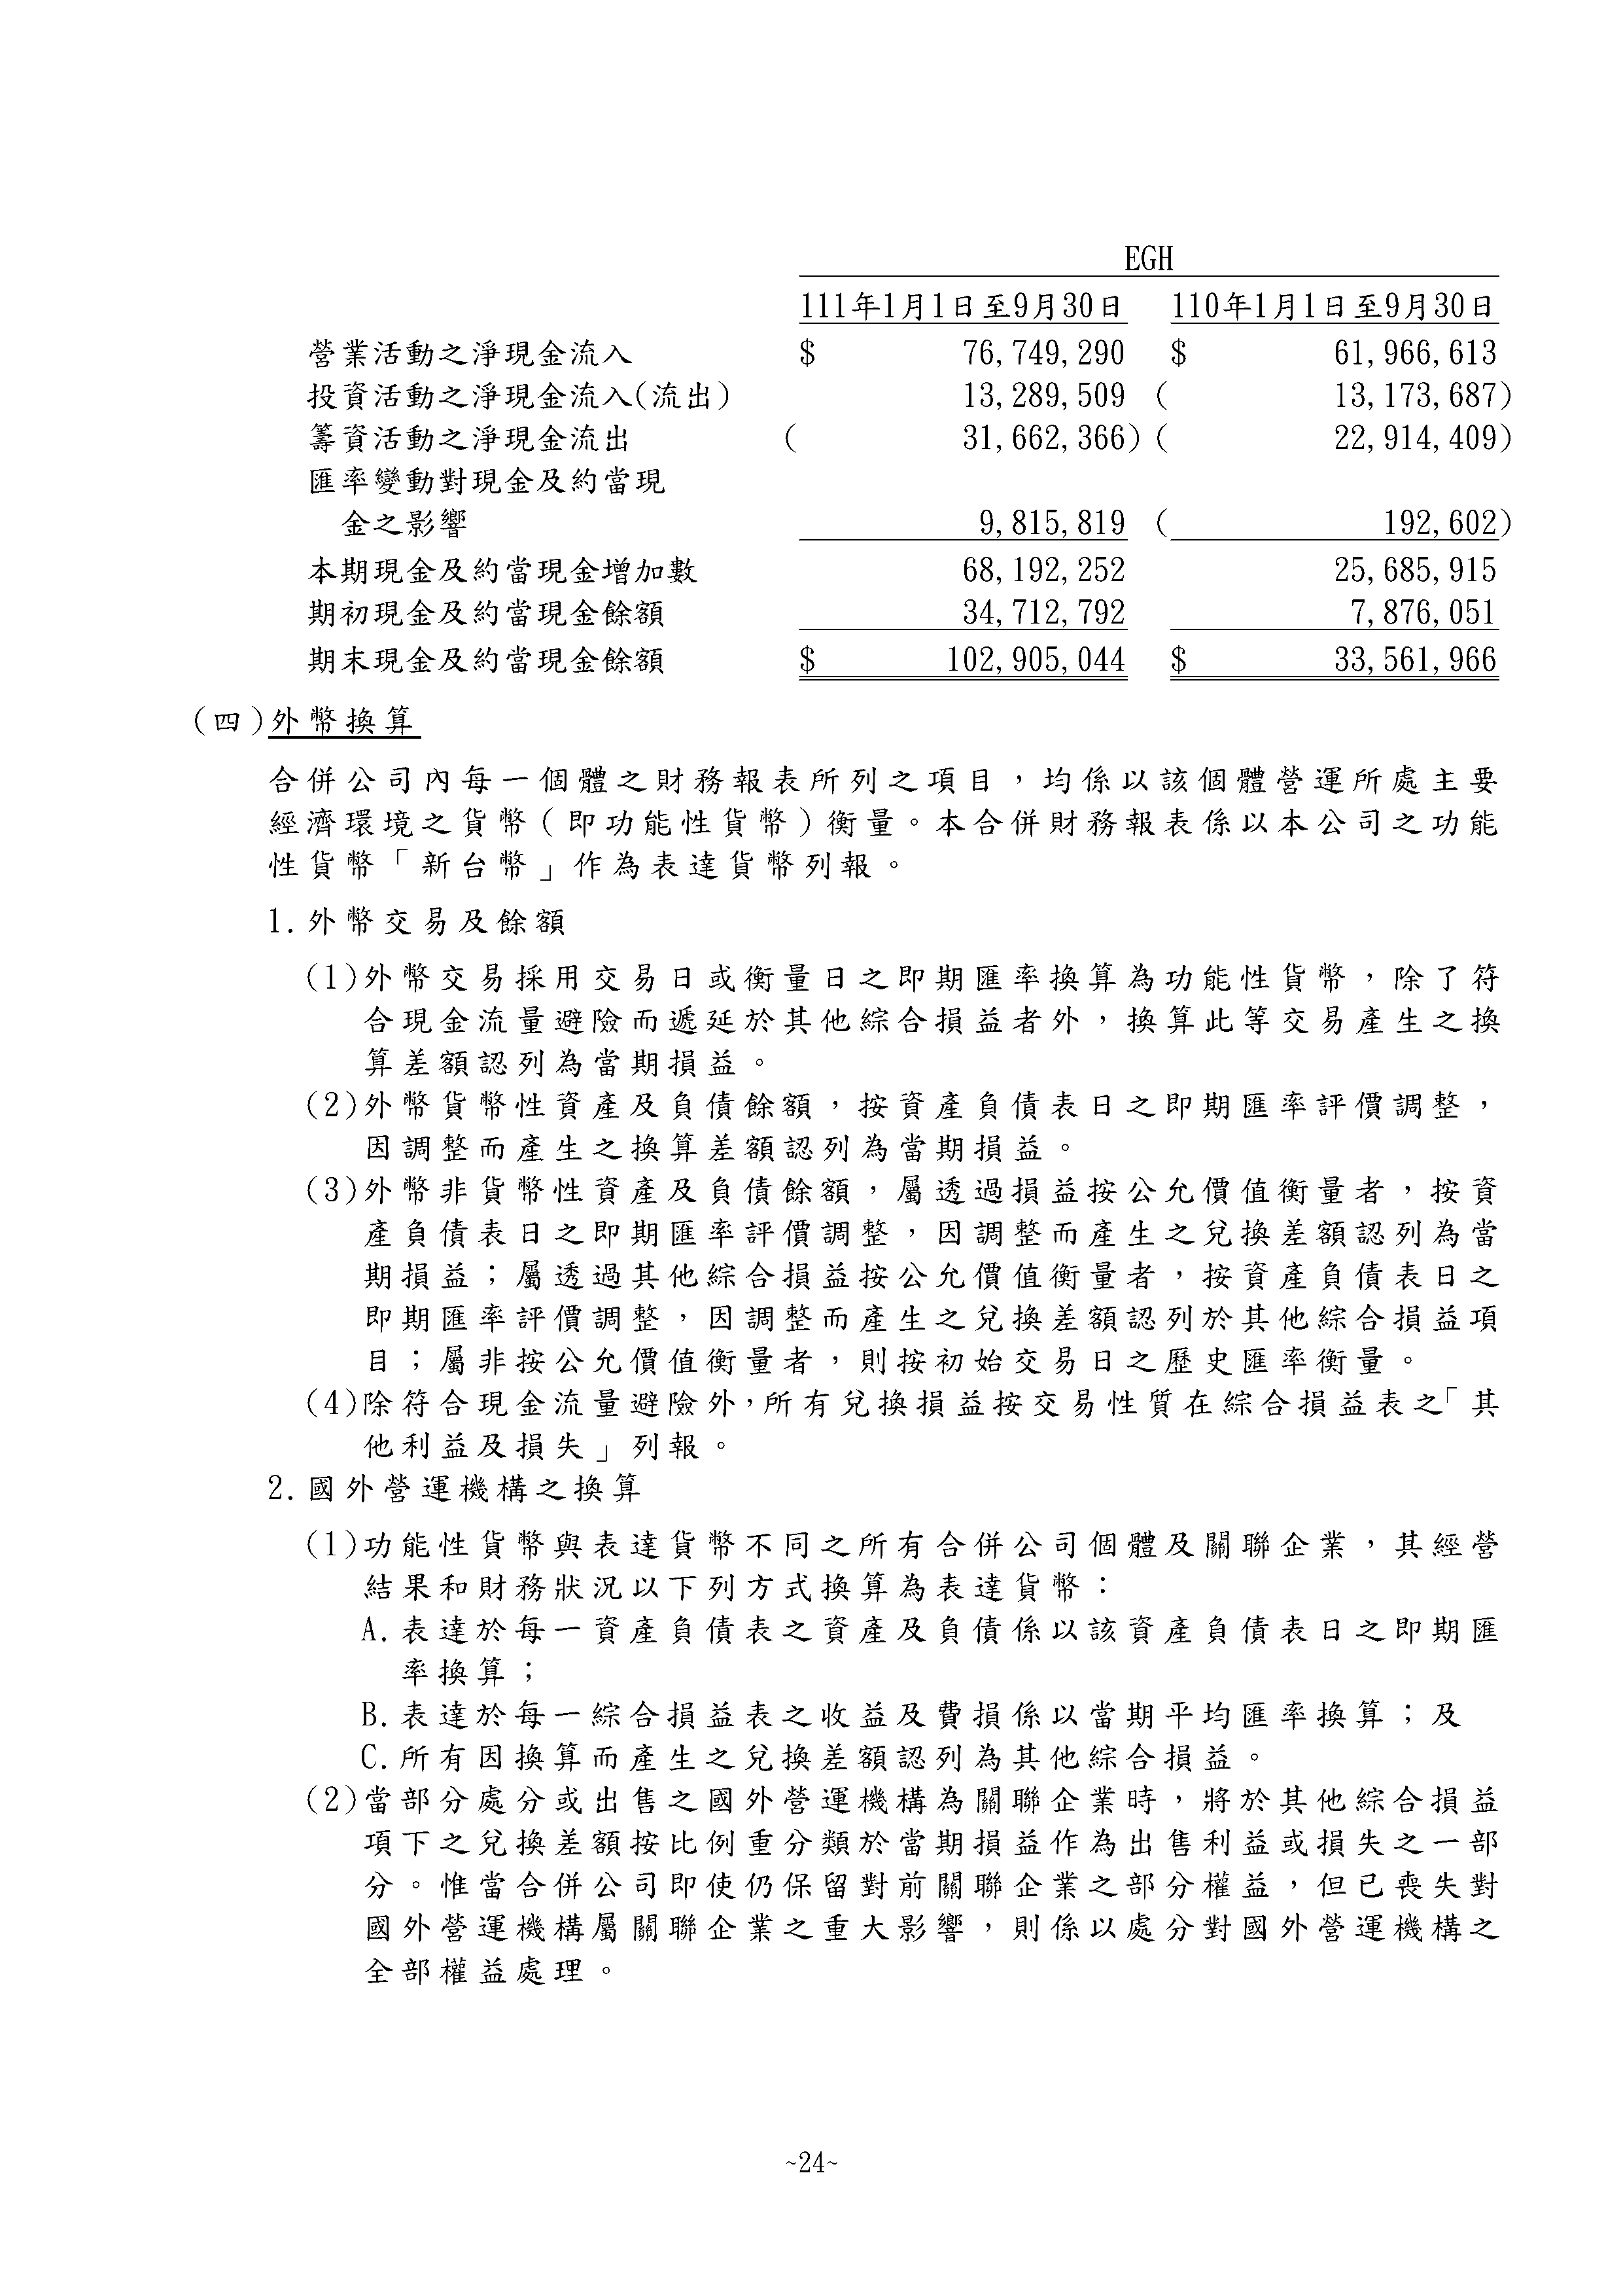 EGH
111年1月1日至9月30日 110年1月1日至9月30日
營業活動之淨現金流入 $ 76,749,290 $ 61,966,613
投資活動之淨現金流入(流出) 13,289,509 ( 13,173,687)
籌資活動之淨現金流出 ( 31,662,366) ( 22,914,409)
匯率變動對現金及約當現
金之影響 9,815,819 ( 192,602)
本期現金及約當現金增加數 68,192,252 25,685,915
期初現金及約當現金餘額 34,712,792 7,876,051
期末現金及約當現金餘額 $ 102,905,044 $ 33,561,966
(四)外幣換算
合併公司內每一個體之財務報表所列之項目，均係以該個體營運所處主要
經濟環境之貨幣(即功能性貨幣)衡量。本合併財務報表係以本公司之功能
性貨幣「新台幣」作為表達貨幣列報。
1.外幣交易及餘額
(1)外幣交易採用交易日或衡量日之即期匯率換算為功能性貨幣，除了符
合現金流量避險而遞延於其他綜合損益者外，換算此等交易產生之換
算差額認列為當期損益。
(2)外幣貨幣性資產及負債餘額，按資產負債表日之即期匯率評價調整，
因調整而產生之換算差額認列為當期損益。
(3)外幣非貨幣性資產及負債餘額，屬透過損益按公允價值衡量者，按資
產負債表日之即期匯率評價調整，因調整而產生之兌換差額認列為當
期損益；屬透過其他綜合損益按公允價值衡量者，按資產負債表日之
即期匯率評價調整，因調整而產生之兌換差額認列於其他綜合損益項
目；屬非按公允價值衡量者，則按初始交易日之歷史匯率衡量。
(4)除符合現金流量避險外，所有兌換損益按交易性質在綜合損益表之「其
他利益及損失」列報。
2.國外營運機構之換算
(1)功能性貨幣與表達貨幣不同之所有合併公司個體及關聯企業，其經營
結果和財務狀況以下列方式換算為表達貨幣：
A.表達於每一資產負債表之資產及負債係以該資產負債表日之即期匯
率換算；
B.表達於每一綜合損益表之收益及費損係以當期平均匯率換算；及
C.所有因換算而產生之兌換差額認列為其他綜合損益。
(2)當部分處分或出售之國外營運機構為關聯企業時，將於其他綜合損益
項下之兌換差額按比例重分類於當期損益作為出售利益或損失之一部
分。惟當合併公司即使仍保留對前關聯企業之部分權益，但已喪失對
國外營運機構屬關聯企業之重大影響，則係以處分對國外營運機構之
全部權益處理。
~24~